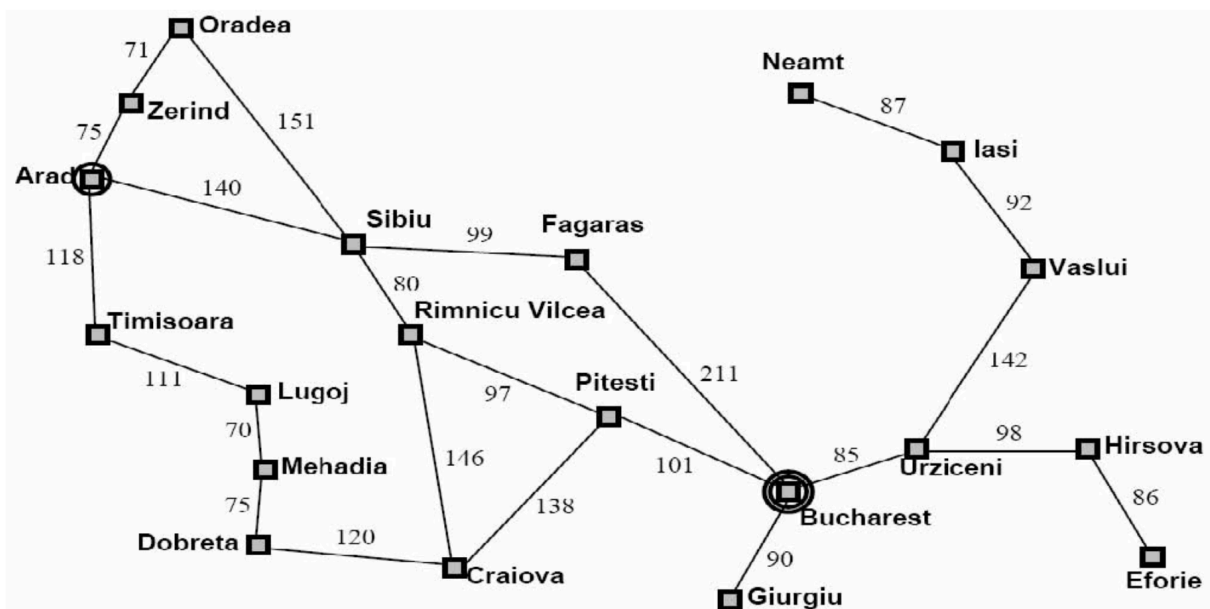 Oradea
71
Neamt
Zerind
87
75
151
Iasi
Arad
140
92
Sibiu
Fagaras
99
118
80
Vaslui
Rimnicu Vilcea
Timisoara
142
111
97
Pitesti
211
Lugoj
70
Mehadia
146
101
85
98
Hirsova
Urziceni
75
138
86
Dobreta
120
Bucharest
Craiova
90
Eforie
Giurgiu